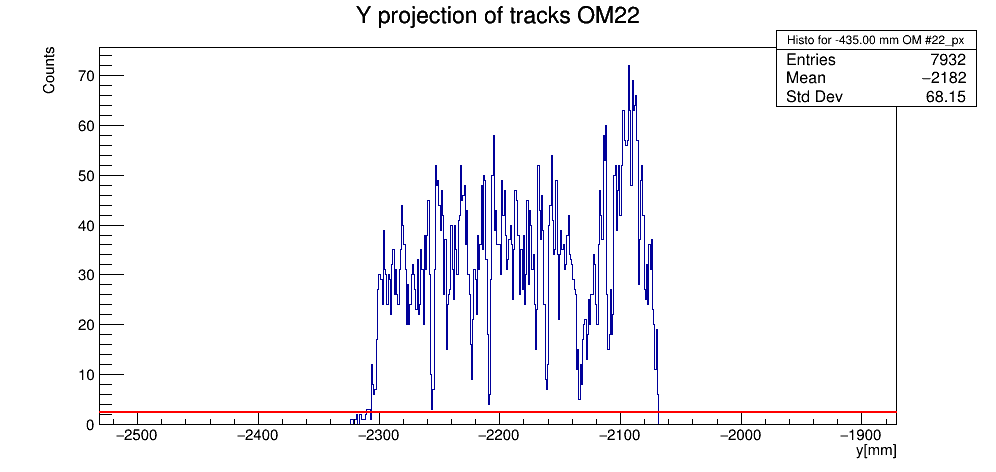 Y projection of tracks OM22
Histo for -435.00 mm OM #22_px
Entries 7932
Mean −2182
Std Dev 68.15
Counts
70
60
50
40
30
20
10
0
−2500 −2400 −2300 −2200 −2100 −2000 −1900
y[mm]